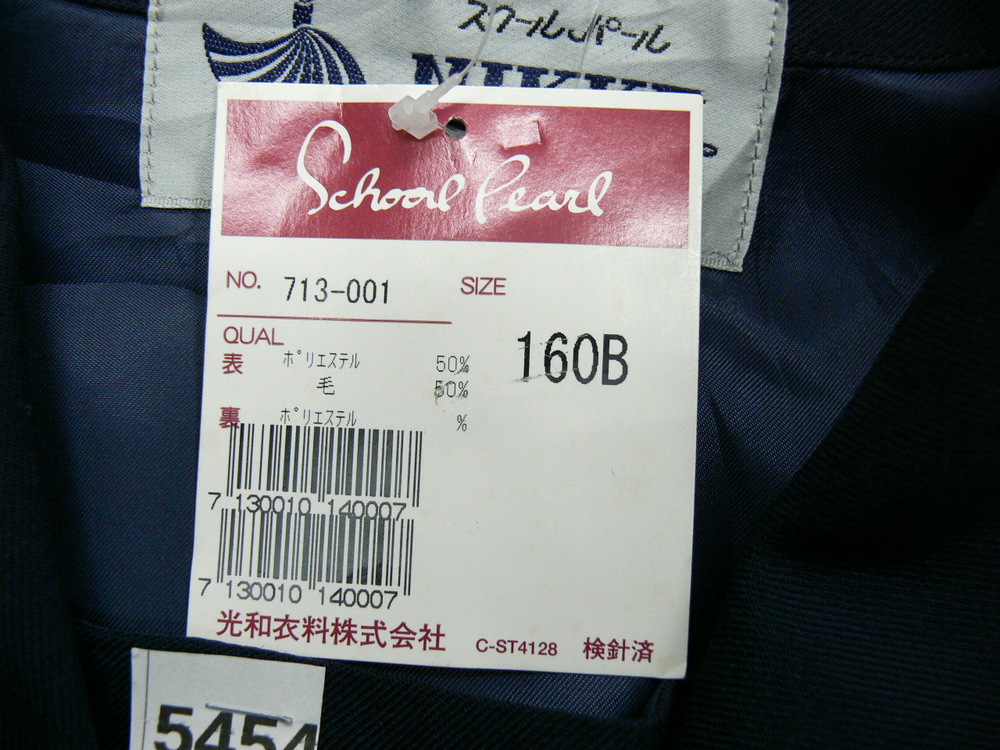 スクールパール
School Pearl
NO. 713-001
SIZE
160B
QUAL
表 ポリエステル 50%
毛 50%
裏 ポリエステル %
7 130010 140007
7 130010 140007
光和衣料株式会社
C-ST4128 検針済
5454